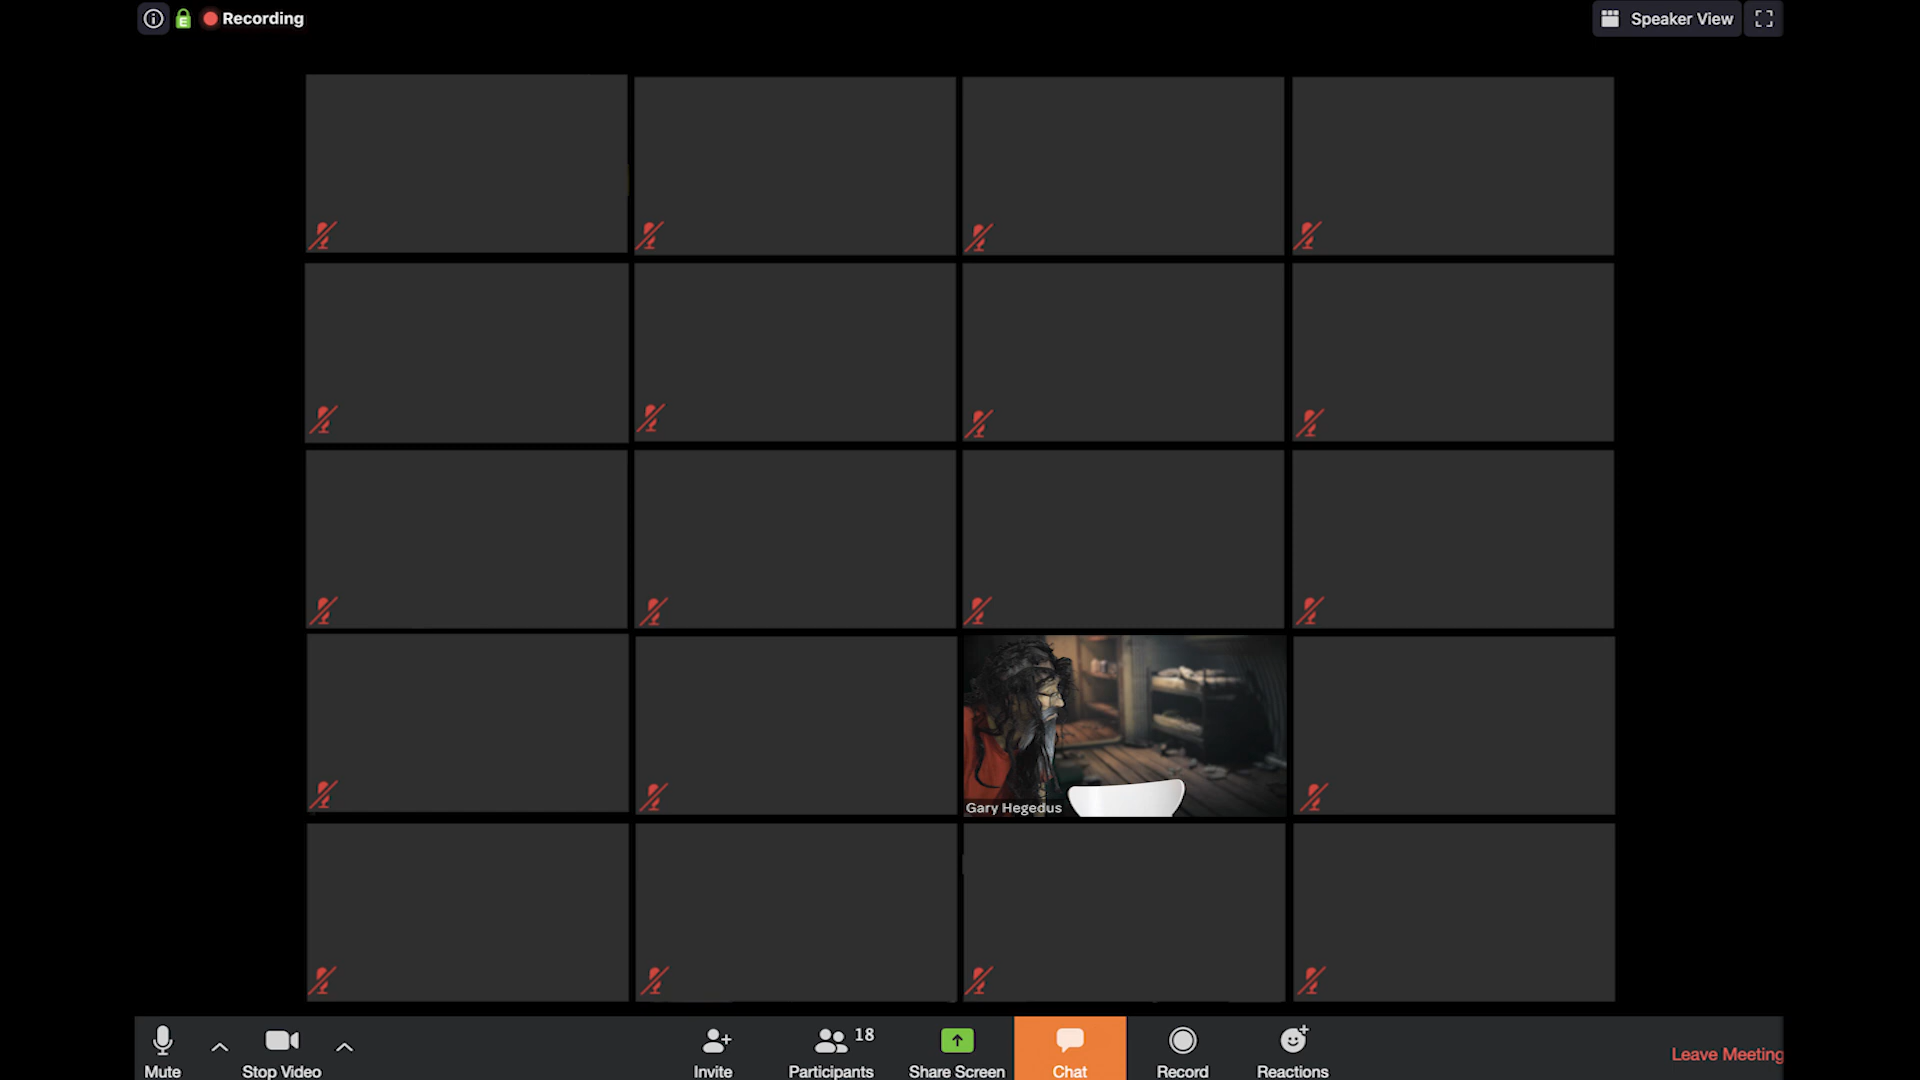 Recording
Speaker View
Gary Hegedus
18
Mute
Stop Video
Invite
Participants
Share Screen
Chat
Record
Reactions
Leave Meeting